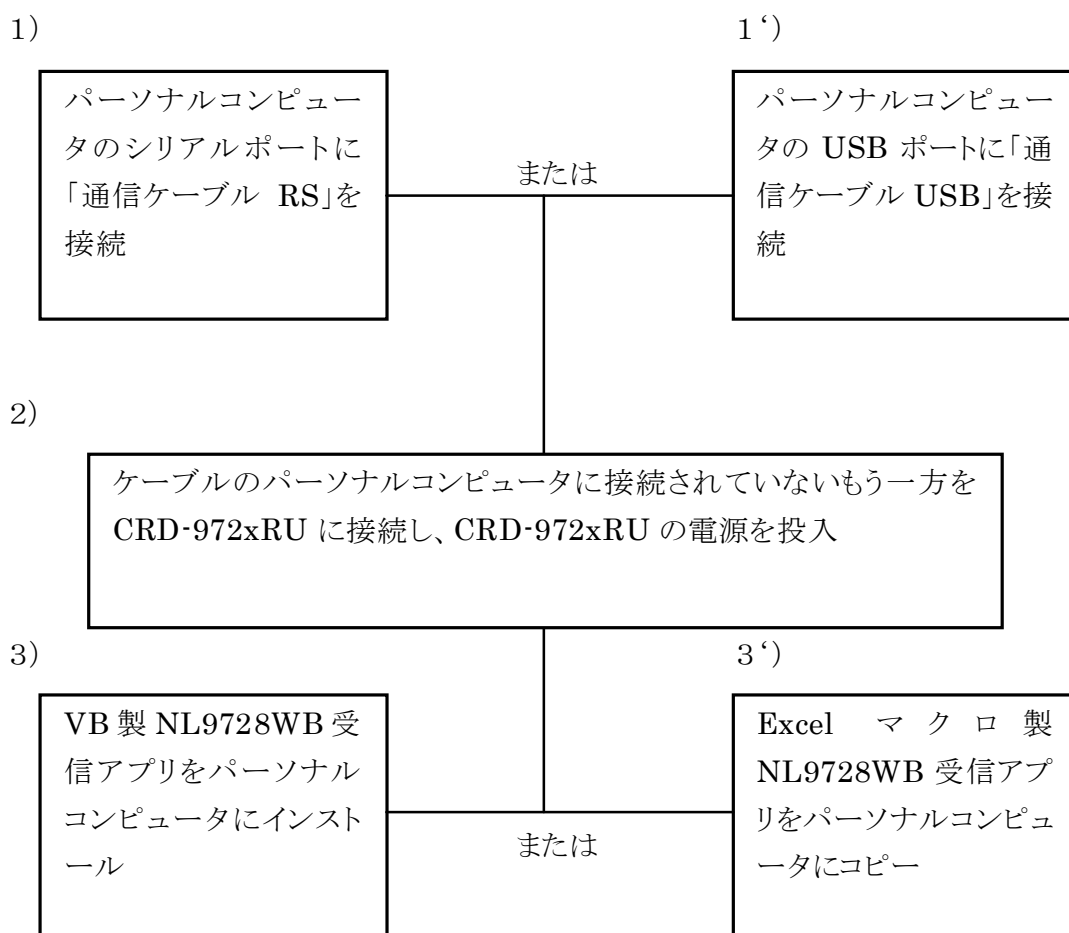 1)
1‘)
パーソナルコンピュー
タのシリアルポートに
「通信ケーブル RS」を
接続
または
パーソナルコンピュー
タの USB ポートに「通
信ケーブル USB」を接
続
2)
ケーブルのパーソナルコンピュータに接続されていないもう一方を
CRD-972xRU に接続し、CRD-972xRU の電源を投入
3)
3‘)
VB 製 NL9728WB 受
信アプリをパーソナル
コンピュータにインスト
ール
または
Excel マクロ製
NL9728WB 受信アプ
リをパーソナルコンピュ
ータにコピー